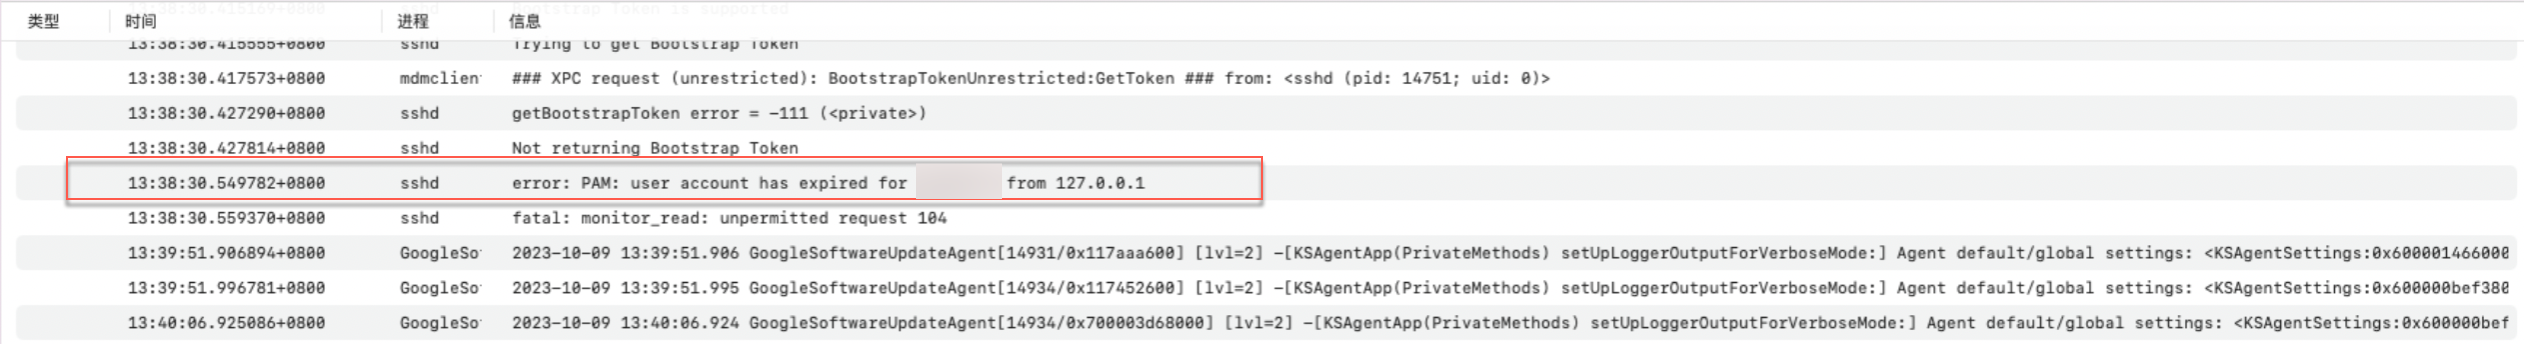 类型 时间 进程 信息
13:38:30.415555+0800 sshd Trying to get Bootstrap Token
13:38:30.417573+0800 mdmclien ### XPC request (unrestricted): BootstrapTokenUnrestricted:GetToken ### from: <sshd (pid: 14751; uid: 0)>
13:38:30.427290+0800 sshd getBootstrapToken error = -111 (<private>)
13:38:30.427814+0800 sshd Not returning Bootstrap Token
13:38:30.549782+0800 sshd error: PAM: user account has expired for from 127.0.0.1
13:38:30.559370+0800 sshd fatal: monitor_read: unpermitted request 104
13:39:51.906894+0800 GoogleSo 2023-10-09 13:39:51.906 GoogleSoftwareUpdateAgent[14931/0x117aaa600] [lvl=2] -[KSAgentApp(PrivateMethods) setUpLoggerOutputForVerboseMode:] Agent default/global settings: <KSAgentSettings:0x600001466000
13:39:51.996781+0800 GoogleSo 2023-10-09 13:39:51.995 GoogleSoftwareUpdateAgent[14934/0x117452600] [lvl=2] -[KSAgentApp(PrivateMethods) setUpLoggerOutputForVerboseMode:] Agent default/global settings: <KSAgentSettings:0x600000bef380
13:40:06.925086+0800 GoogleSo 2023-10-09 13:40:06.924 GoogleSoftwareUpdateAgent[14934/0x700003d68000] [lvl=2] -[KSAgentApp(PrivateMethods) setUpLoggerOutputForVerboseMode:] Agent default/global settings: <KSAgentSettings:0x600000bef